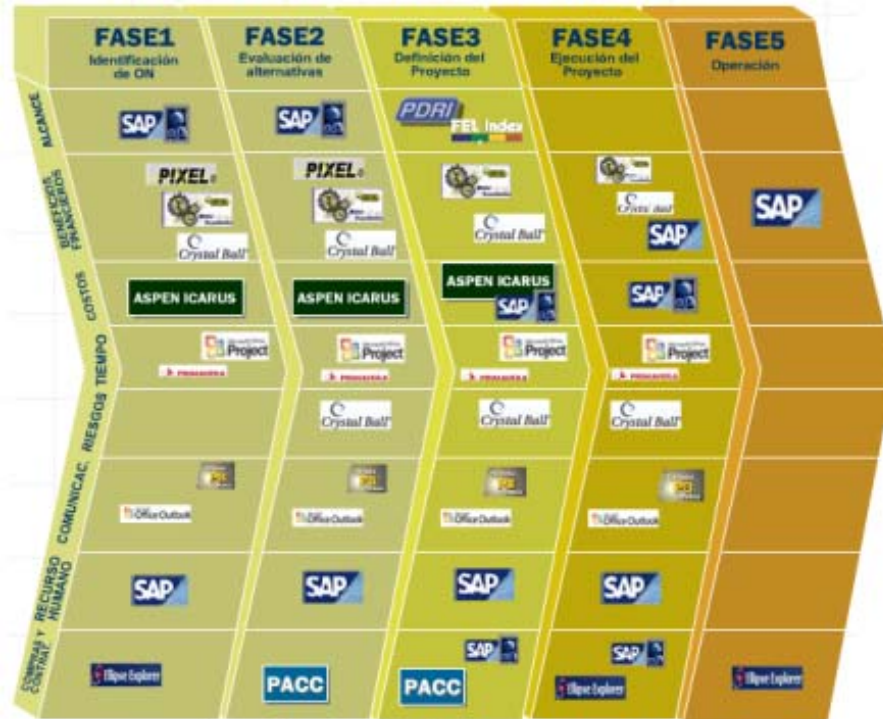 FASE1
Identificación
de ON
FASE2
Evaluación de
alternativas
FASE3
Definición del
Proyecto
FASE4
Ejecución del
Proyecto
FASE5
Operación
ALCANCE
SAP
SAP
PDRI
FEL Index
BENEFICIOS
FINANCIEROS
PIXEL
Crystal Ball
PIXEL
Crystal Ball
Crystal Ball
Crystal Ball
SAP
SAP
COSTOS
ASPEN ICARUS
ASPEN ICARUS
ASPEN ICARUS
SAP
SAP
TIEMPO
Project
PRIMAVERA
Project
PRIMAVERA
Project
PRIMAVERA
Project
PRIMAVERA
RIESGOS
Crystal Ball
Crystal Ball
Crystal Ball
COMUNICAC.
Office Outlook
Office Outlook
Office Outlook
Office Outlook
RECURSO
HUMANO
SAP
SAP
SAP
SAP
COMPRAS Y
CONTRAT.
Ellipse Explorer
PACC
SAP
PACC
SAP
Ellipse Explorer
Ellipse Explorer